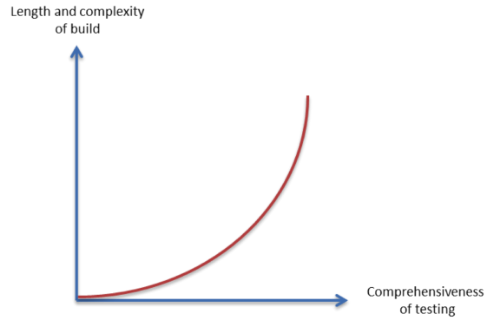 Length and complexity
of build
Comprehensiveness
of testing